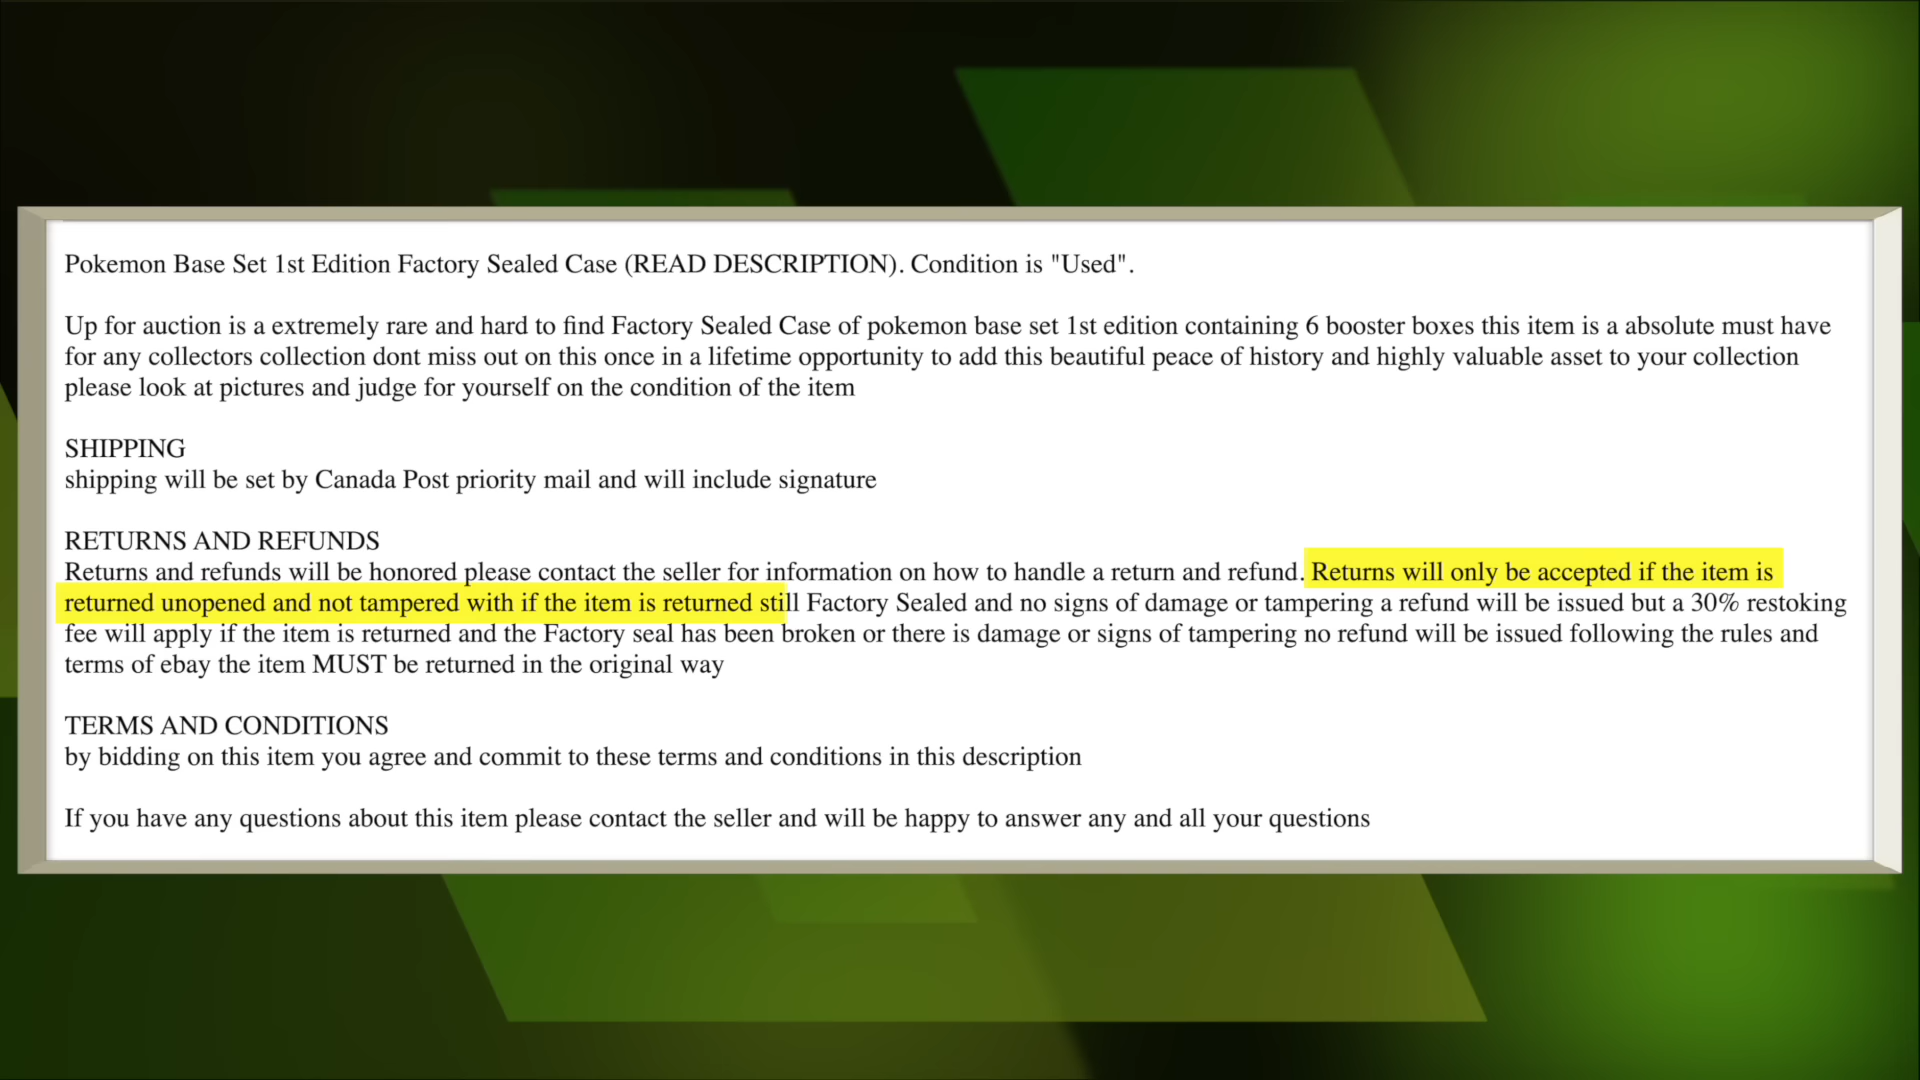 Pokemon Base Set 1st Edition Factory Sealed Case (READ DESCRIPTION). Condition is "Used".
Up for auction is a extremely rare and hard to find Factory Sealed Case of pokemon base set 1st edition containing 6 booster boxes this item is a absolute must have
for any collectors collection dont miss out on this once in a lifetime opportunity to add this beautiful peace of history and highly valuable asset to your collection
please look at pictures and judge for yourself on the condition of the item
SHIPPING
shipping will be set by Canada Post priority mail and will include signature
RETURNS AND REFUNDS
Returns and refunds will be honored please contact the seller for information on how to handle a return and refund. Returns will only be accepted if the item is
returned unopened and not tampered with if the item is returned still Factory Sealed and no signs of damage or tampering a refund will be issued but a 30% restoking
fee will apply if the item is returned and the Factory seal has been broken or there is damage or signs of tampering no refund will be issued following the rules and
terms of ebay the item MUST be returned in the original way
TERMS AND CONDITIONS
by bidding on this item you agree and commit to these terms and conditions in this description
If you have any questions about this item please contact the seller and will be happy to answer any and all your questions